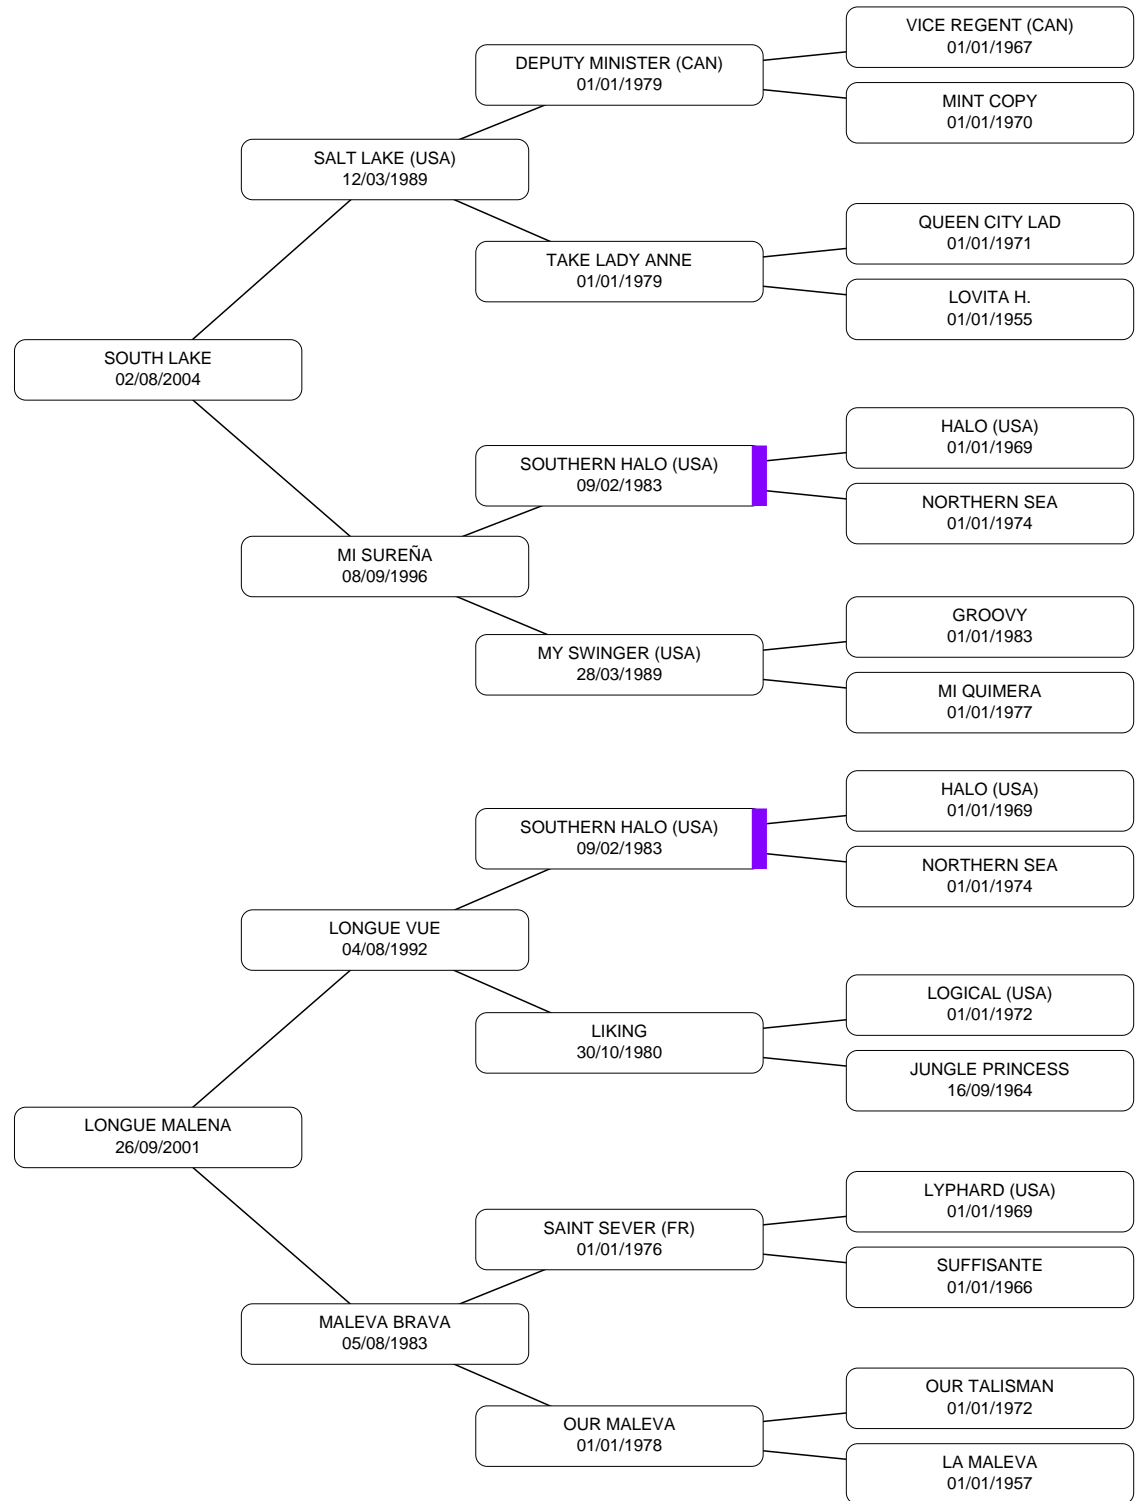 VICE REGENT (CAN)
01/01/1967
DEPUTY MINISTER (CAN)
01/01/1979
MINT COPY
01/01/1970
SALT LAKE (USA)
12/03/1989
QUEEN CITY LAD
01/01/1971
TAKE LADY ANNE
01/01/1979
LOVITA H.
01/01/1955
SOUTH LAKE
02/08/2004
HALO (USA)
01/01/1969
SOUTHERN HALO (USA)
09/02/1983
NORTHERN SEA
01/01/1974
MI SUREÑA
08/09/1996
GROOVY
01/01/1983
MY SWINGER (USA)
28/03/1989
MI QUIMERA
01/01/1977
HALO (USA)
01/01/1969
SOUTHERN HALO (USA)
09/02/1983
NORTHERN SEA
01/01/1974
LONGUE VUE
04/08/1992
LOGICAL (USA)
01/01/1972
LIKING
30/10/1980
JUNGLE PRINCESS
16/09/1964
LONGUE MALENA
26/09/2001
LYPHARD (USA)
01/01/1969
SAINT SEVER (FR)
01/01/1976
SUFFISANTE
01/01/1966
MALEVA BRAVA
05/08/1983
OUR TALISMAN
01/01/1972
OUR MALEVA
01/01/1978
LA MALEVA
01/01/1957